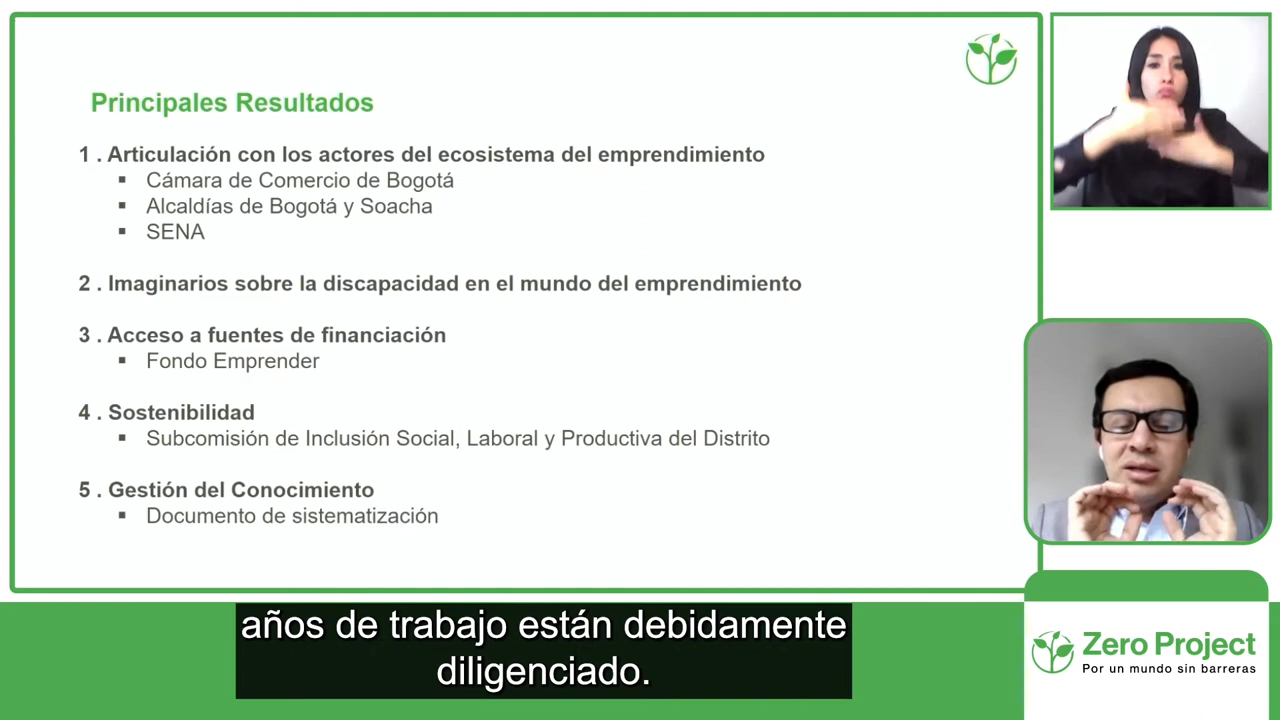 Principales Resultados
1 . Articulación con los actores del ecosistema del emprendimiento
▪ Cámara de Comercio de Bogotá
▪ Alcaldías de Bogotá y Soacha
▪ SENA
2 . Imaginarios sobre la discapacidad en el mundo del emprendimiento
3 . Acceso a fuentes de financiación
▪ Fondo Emprender
4 . Sostenibilidad
▪ Subcomisión de Inclusión Social, Laboral y Productiva del Distrito
5 . Gestión del Conocimiento
▪ Documento de sistematización
años de trabajo están debidamente
diligenciado.
Zero Project
Por un mundo sin barreras